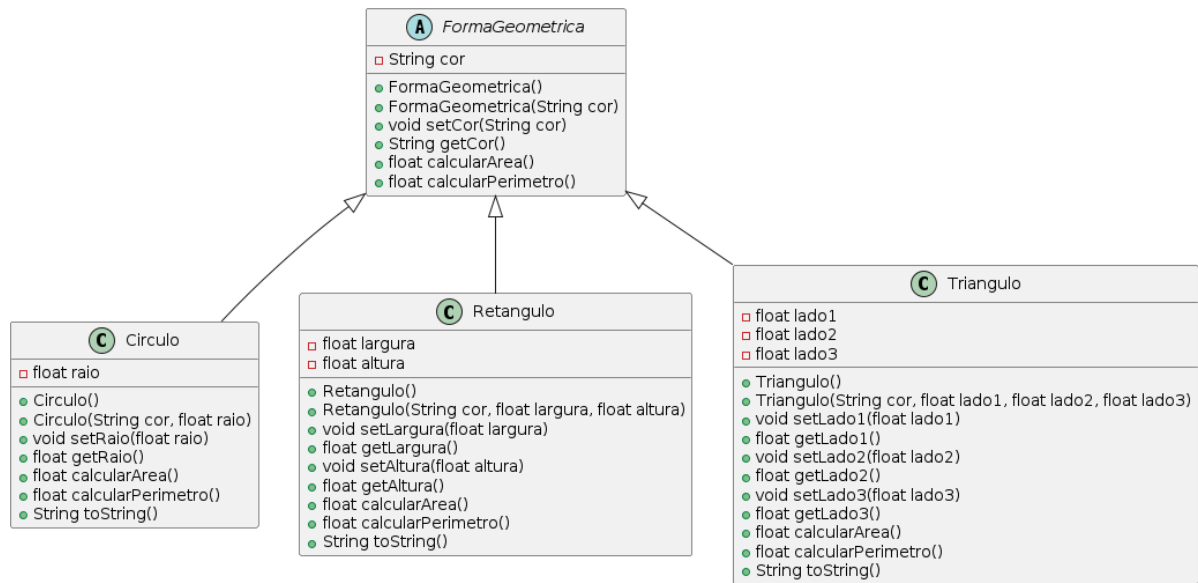 A FormaGeometrica
String cor
FormaGeometrica()
FormaGeometrica(String cor)
void setCor(String cor)
String getCor()
float calcularArea()
float calcularPerimetro()
C Circulo
float raio
Circulo()
Circulo(String cor, float raio)
void setRaio(float raio)
float getRaio()
float calcularArea()
float calcularPerimetro()
String toString()
C Retangulo
float largura
float altura
Retangulo()
Retangulo(String cor, float largura, float altura)
void setLargura(float largura)
float getLargura()
void setAltura(float altura)
float getAltura()
float calcularArea()
float calcularPerimetro()
String toString()
C Triangulo
float lado1
float lado2
float lado3
Triangulo()
Triangulo(String cor, float lado1, float lado2, float lado3)
void setLado1(float lado1)
float getLado1()
void setLado2(float lado2)
float getLado2()
void setLado3(float lado3)
float getLado3()
float calcularArea()
float calcularPerimetro()
String toString()